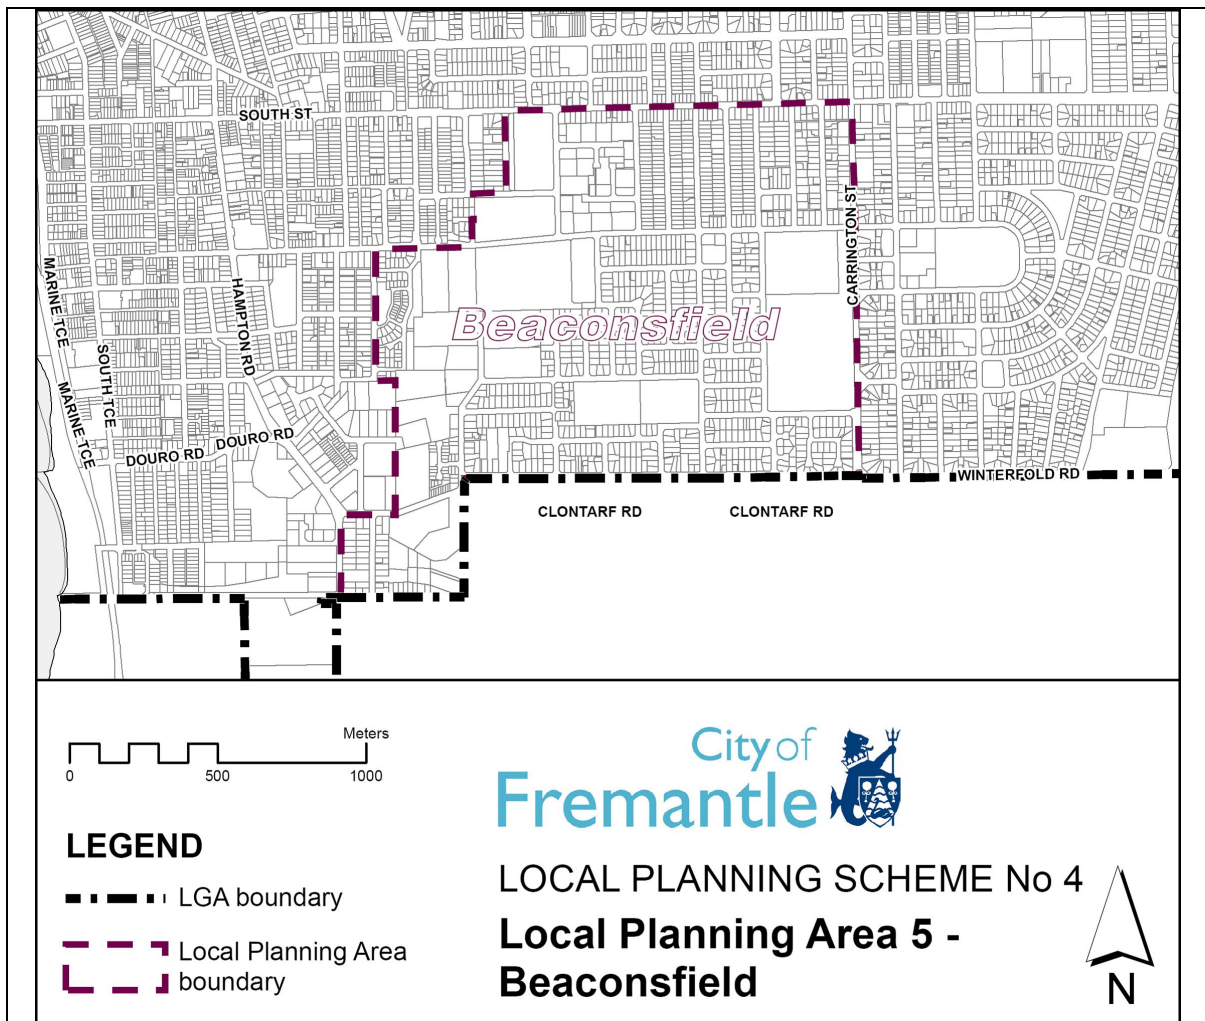 SOUTH ST
CARRINGTON ST
MARINE TCE
HAMPTON RD
Beaconsfield
SOUTH TCE
MARINE TCE
DOURO RD
DOURO RD
WINTERFOLD RD
CLONTARF RD
CLONTARF RD
Meters
0 500 1000
City of
Fremantle
LEGEND
LGA boundary
Local Planning Area
boundary
LOCAL PLANNING SCHEME No 4
Local Planning Area 5 -
Beaconsfield
N